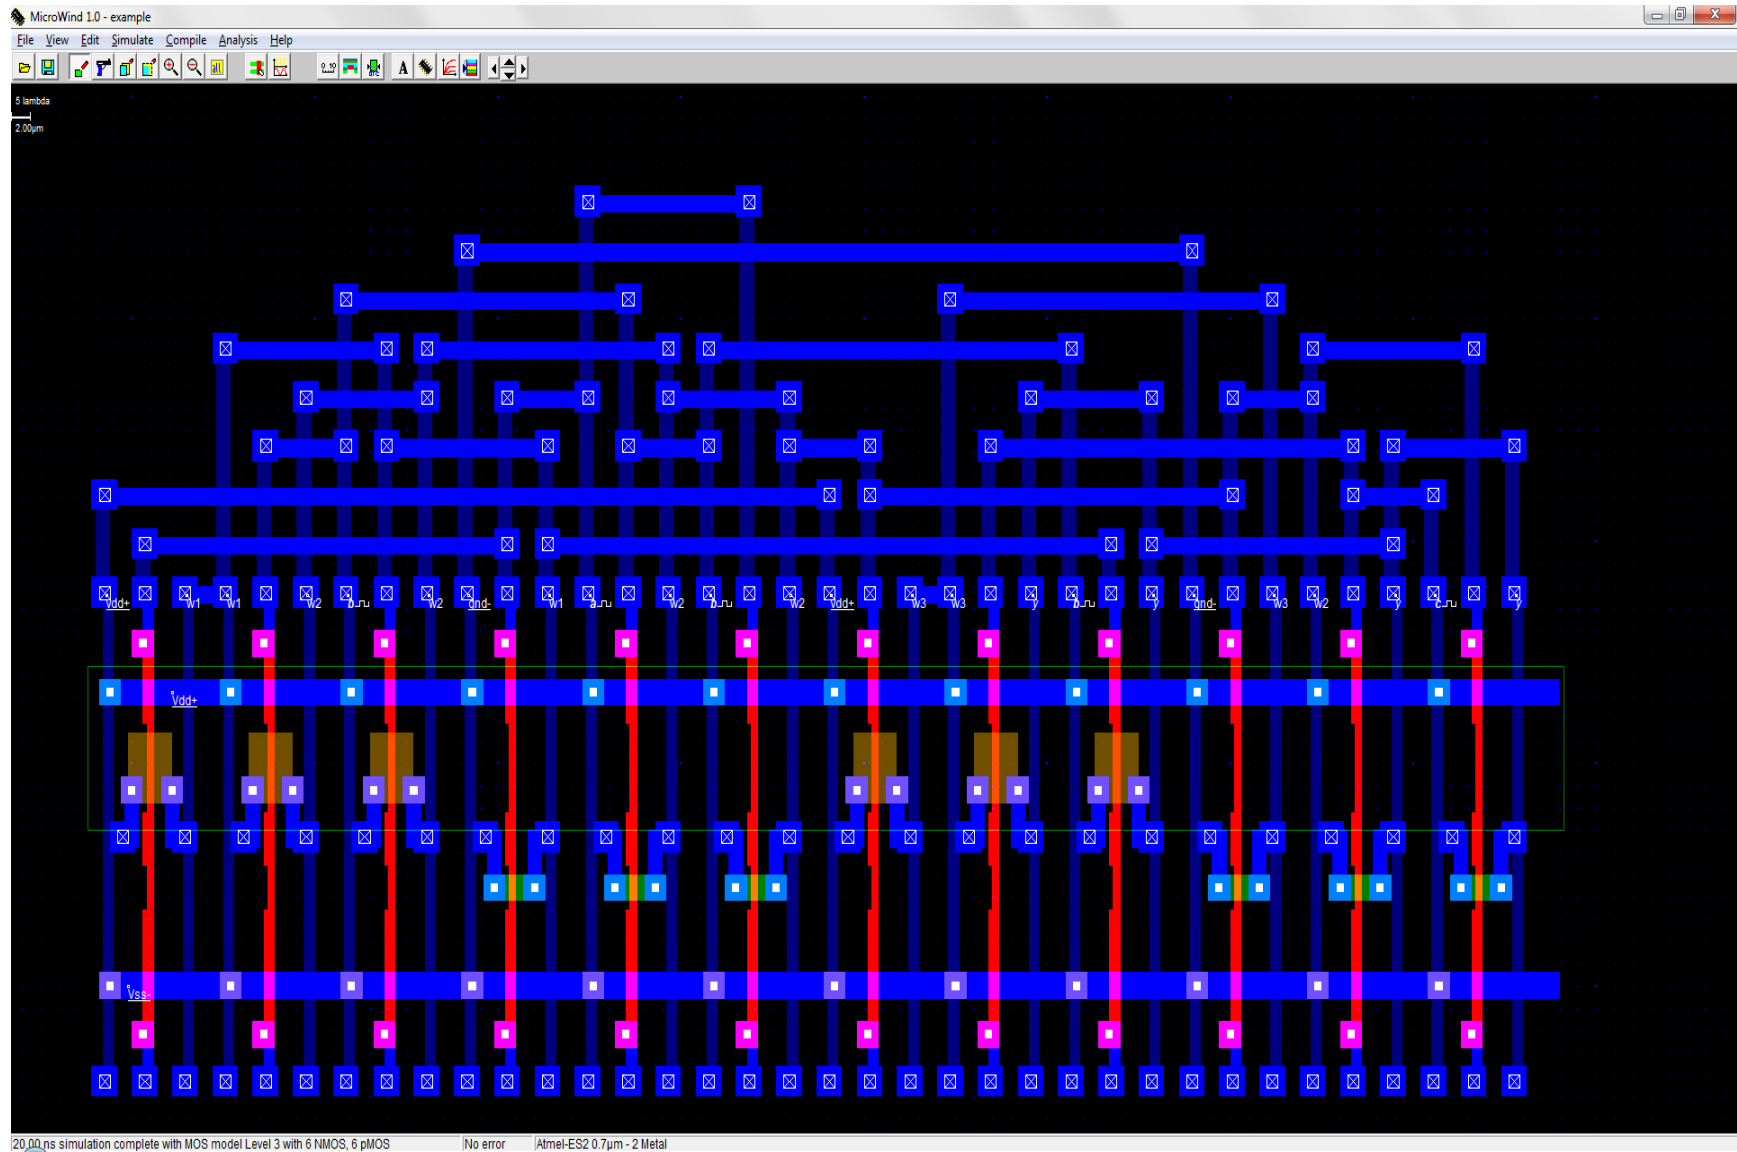 MicroWind 1.0 - example
File View Edit Simulate Compile Analysis Help
5 lambda
2.00µm
Vdd+ w1 w1 w2 b w2 gnd- w1 a w2 b w2 Vdd+ w3 w3 y b y gnd- w3 w2 y c y
Vdd+
Vss-
20.00 ns simulation complete with MOS model Level 3 with 6 NMOS, 6 pMOS No error Atmel-ES2 0.7µm - 2 Metal